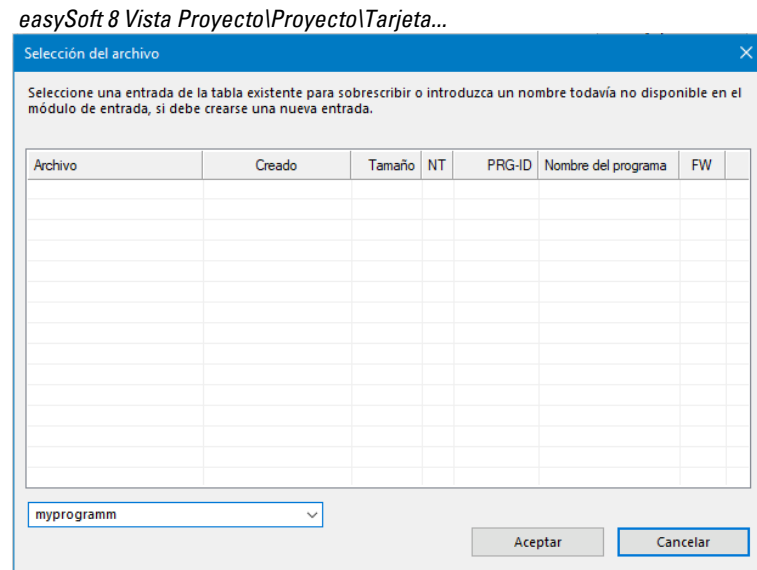 easySoft 8 Vista Proyecto\Proyecto\Tarjeta...
Selección del archivo
Seleccione una entrada de la tabla existente para sobrescribir o introduzca un nombre todavía no disponible en el
módulo de entrada, si debe crearse una nueva entrada.
Archivo Creado Tamaño NT PRG-ID Nombre del programa FW
myprogramm
Aceptar Cancelar